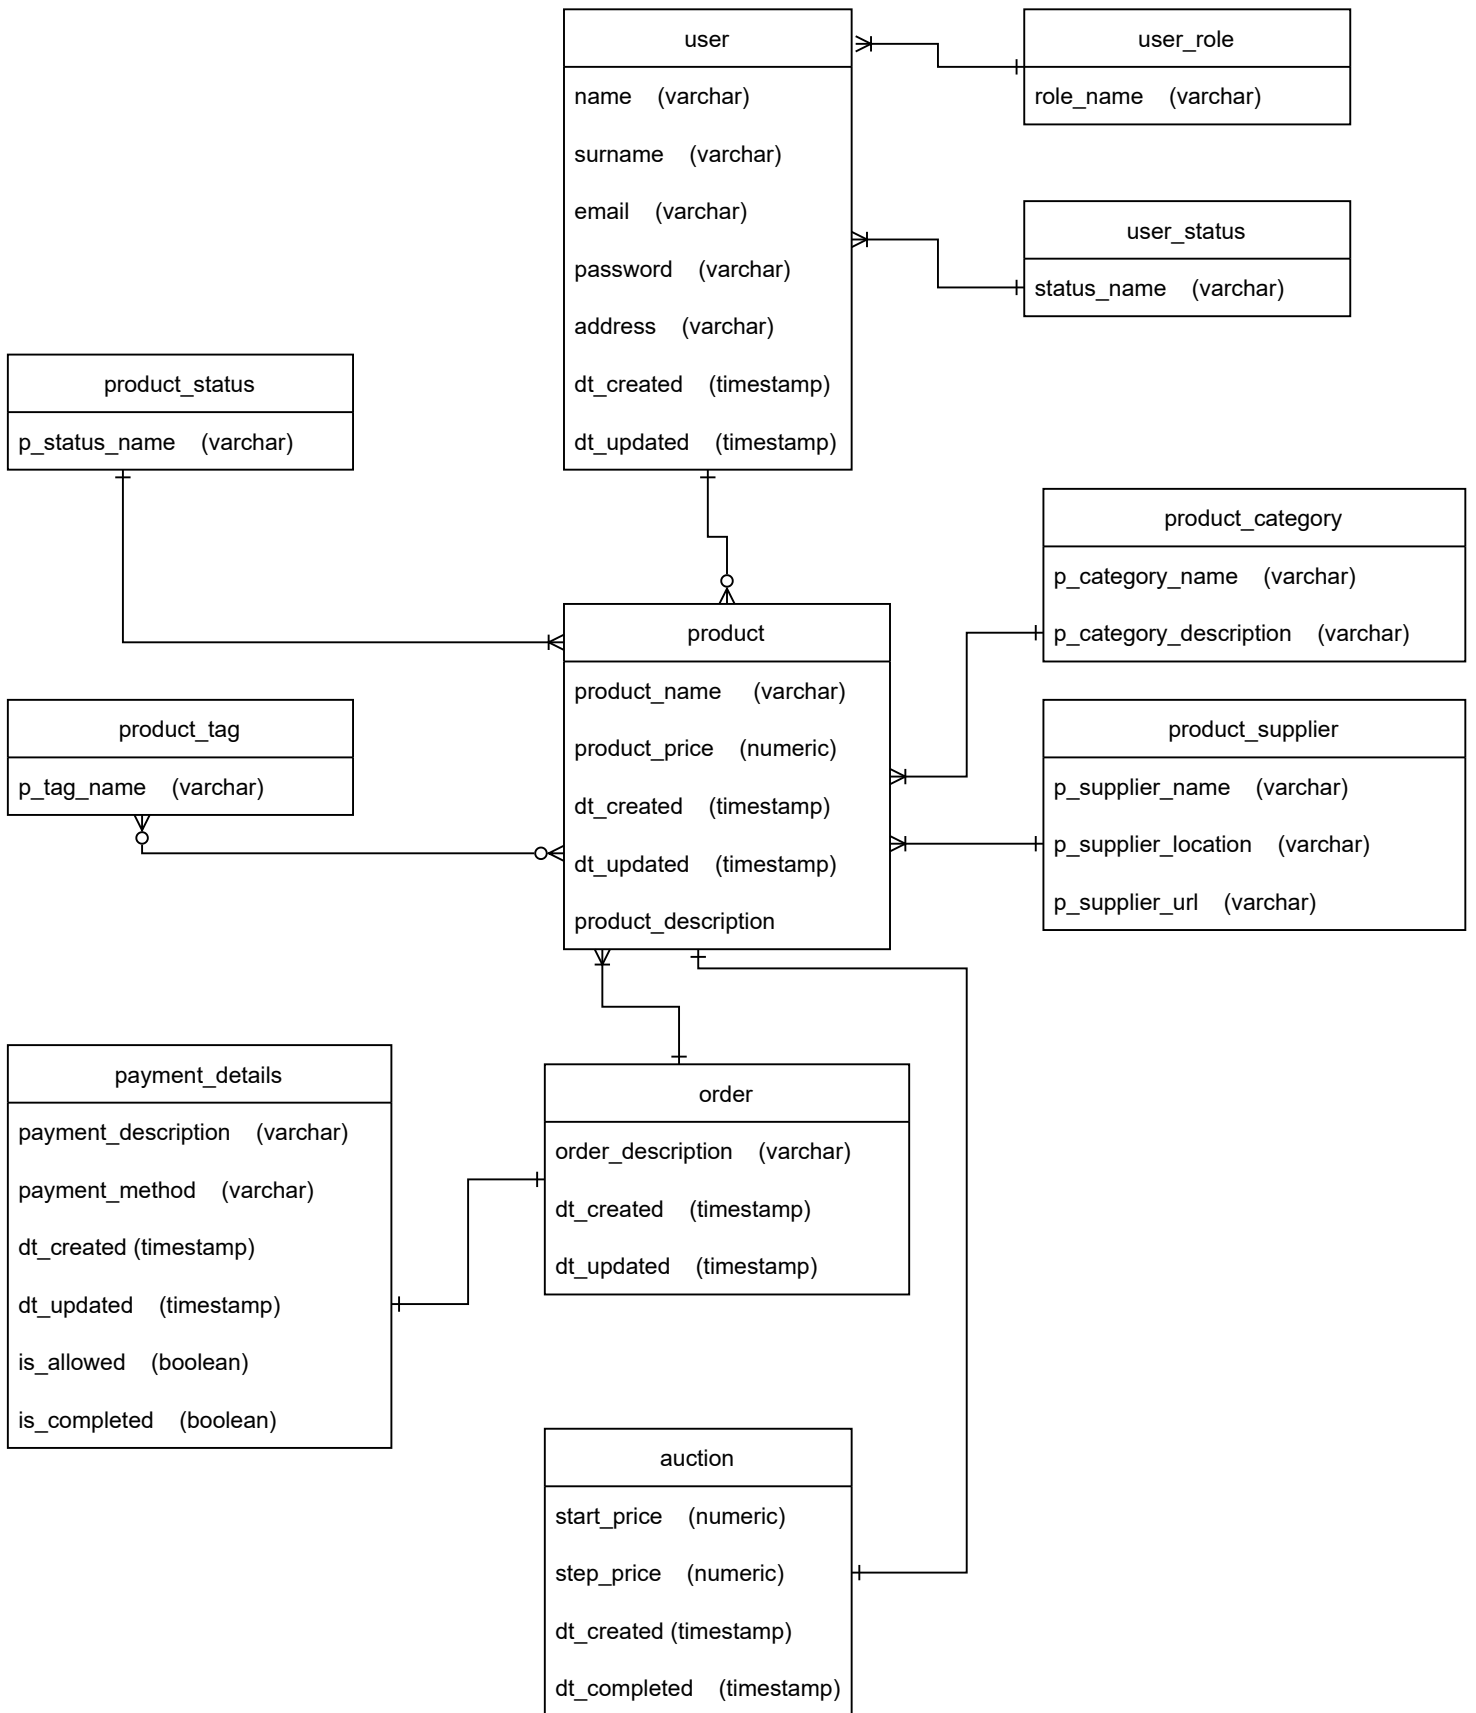 user
name (varchar)
surname (varchar)
email (varchar)
password (varchar)
address (varchar)
dt_created (timestamp)
dt_updated (timestamp)
user_role
role_name (varchar)
user_status
status_name (varchar)
product_status
p_status_name (varchar)
product_category
p_category_name (varchar)
p_category_description (varchar)
product
product_name (varchar)
product_price (numeric)
dt_created (timestamp)
dt_updated (timestamp)
product_description
product_tag
p_tag_name (varchar)
product_supplier
p_supplier_name (varchar)
p_supplier_location (varchar)
p_supplier_url (varchar)
payment_details
payment_description (varchar)
payment_method (varchar)
dt_created (timestamp)
dt_updated (timestamp)
is_allowed (boolean)
is_completed (boolean)
order
order_description (varchar)
dt_created (timestamp)
dt_updated (timestamp)
auction
start_price (numeric)
step_price (numeric)
dt_created (timestamp)
dt_completed (timestamp)